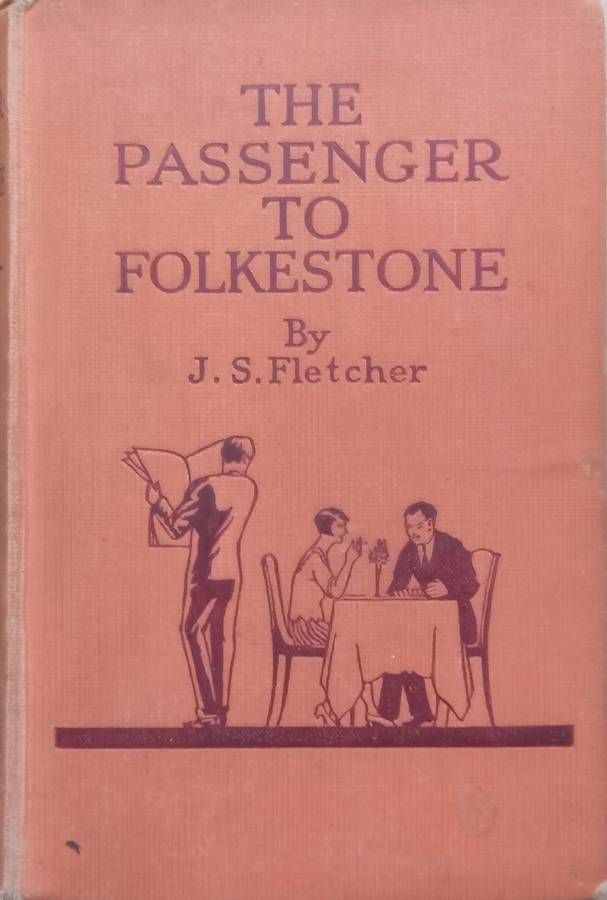 THE
PASSENGER
TO
FOLKESTONE
By
J. S. Fletcher